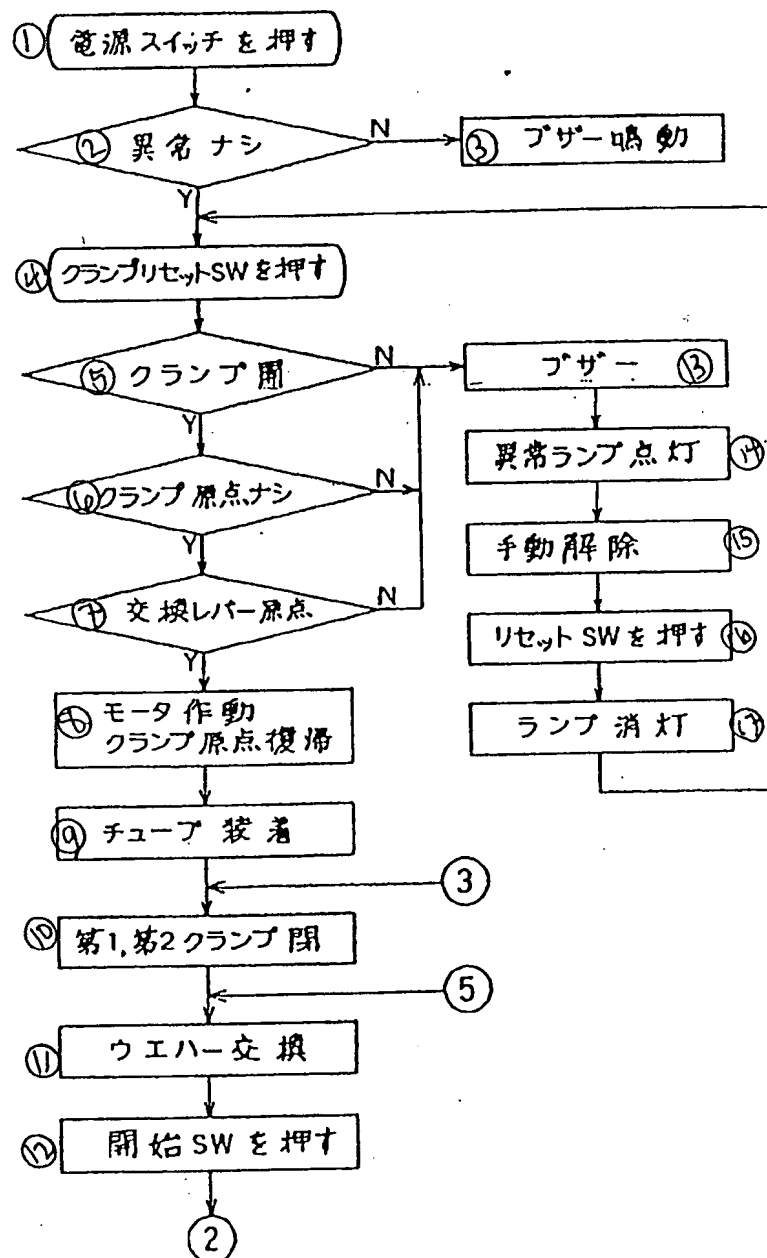 ① 電源スイッチを押す
② 異常ナシ
N
③ ブザー鳴動
Y
④ クランプリセットSWを押す
⑤ クランプ開
N
ブザー ⑬
Y
異常ランプ点灯 ⑭
⑥ クランプ原点ナシ
N
Y
手動解除 ⑮
⑦ 交換レバー原点
N
リセットSWを押す ⑯
Y
⑧ モータ作動
クランプ原点復帰
ランプ消灯 ⑰
⑨ チューブ装着
③
⑩ 第1,第2クランプ閉
⑤
⑪ ウエハー交換
⑫ 開始SWを押す
②